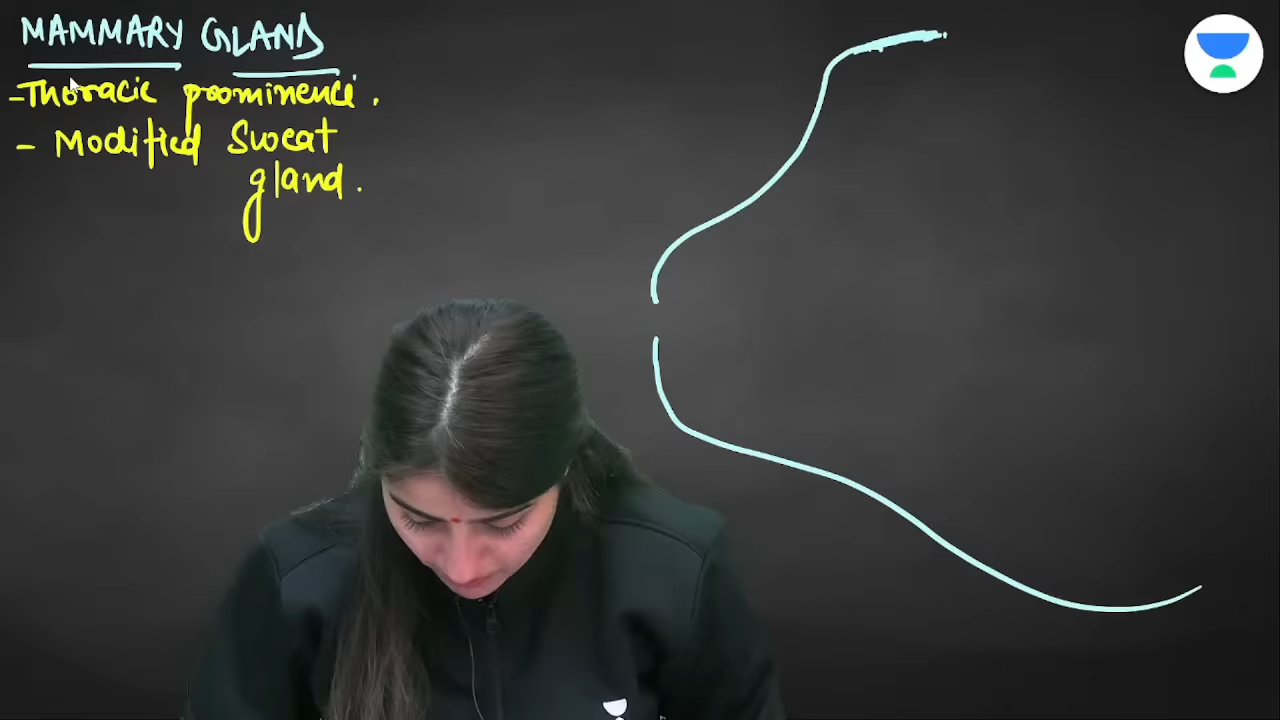 MAMMARY GLAND
-Thoracic prominence.
- Modified Sweat
gland.